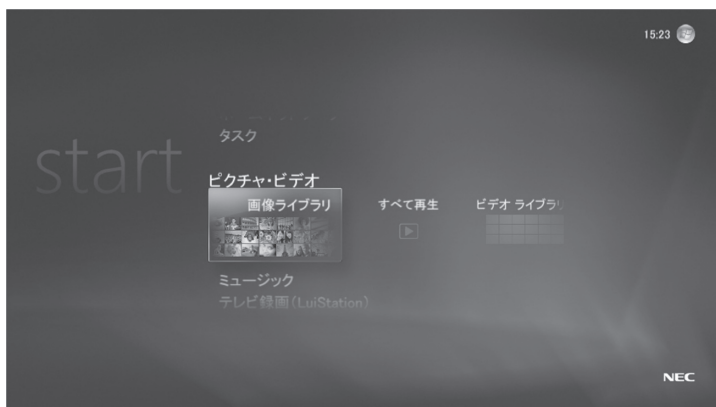 15:23
start
タスク
ピクチャ・ビデオ
画像ライブラリ
すべて再生
ビデオ ライブラリ
ミュージック
テレビ録画(LuiStation)
NEC